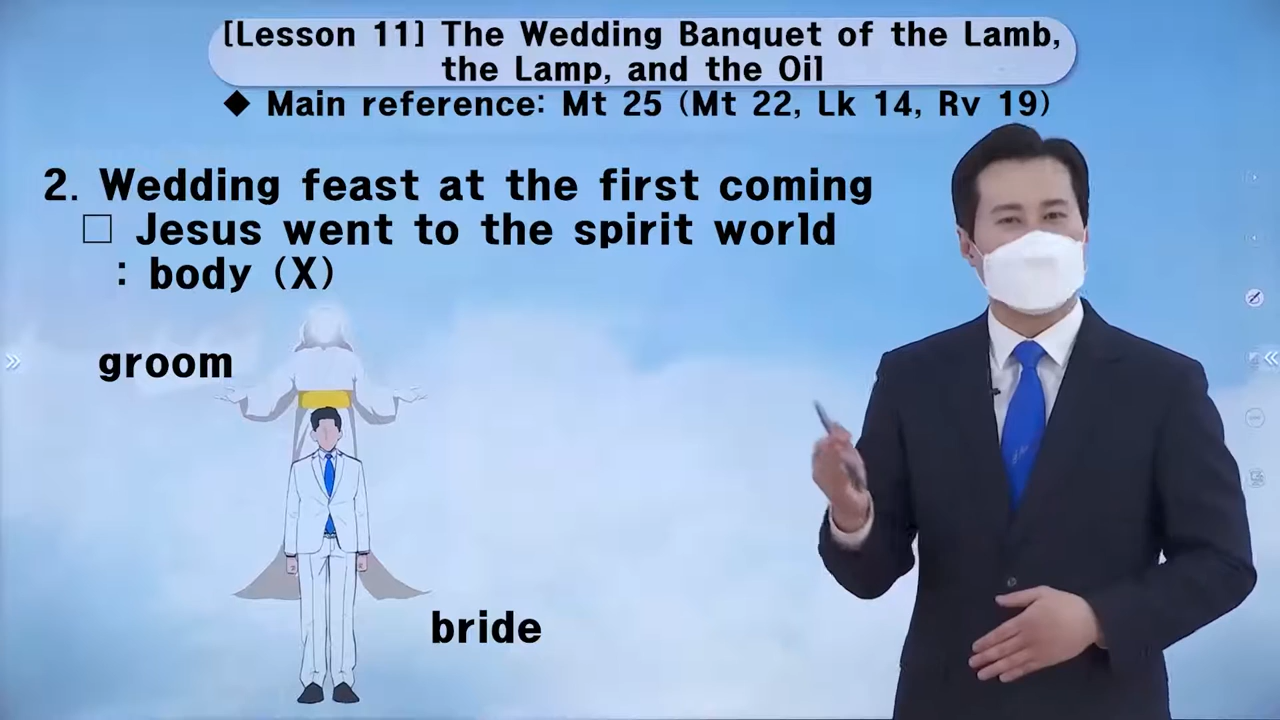 [Lesson 11] The Wedding Banquet of the Lamb,
the Lamp, and the Oil
◆ Main reference: Mt 25 (Mt 22, Lk 14, Rv 19)
2. Wedding feast at the first coming
□ Jesus went to the spirit world
: body (X)
groom
bride